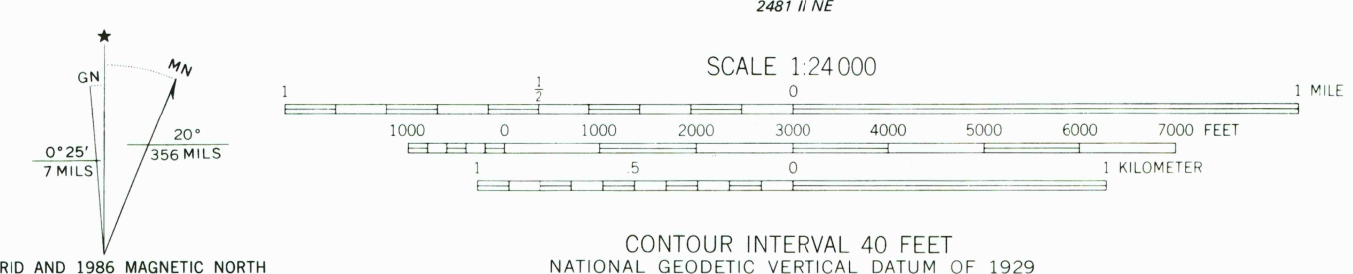 2481 II NE
SCALE 1:24 000
1 ½ 0 1 MILE
1000 0 1000 2000 3000 4000 5000 6000 7000 FEET
1 .5 0 1 KILOMETER
CONTOUR INTERVAL 40 FEET
NATIONAL GEODETIC VERTICAL DATUM OF 1929
★
GN
MN
0°25′
7 MILS
20°
356 MILS
RID AND 1986 MAGNETIC NORTH